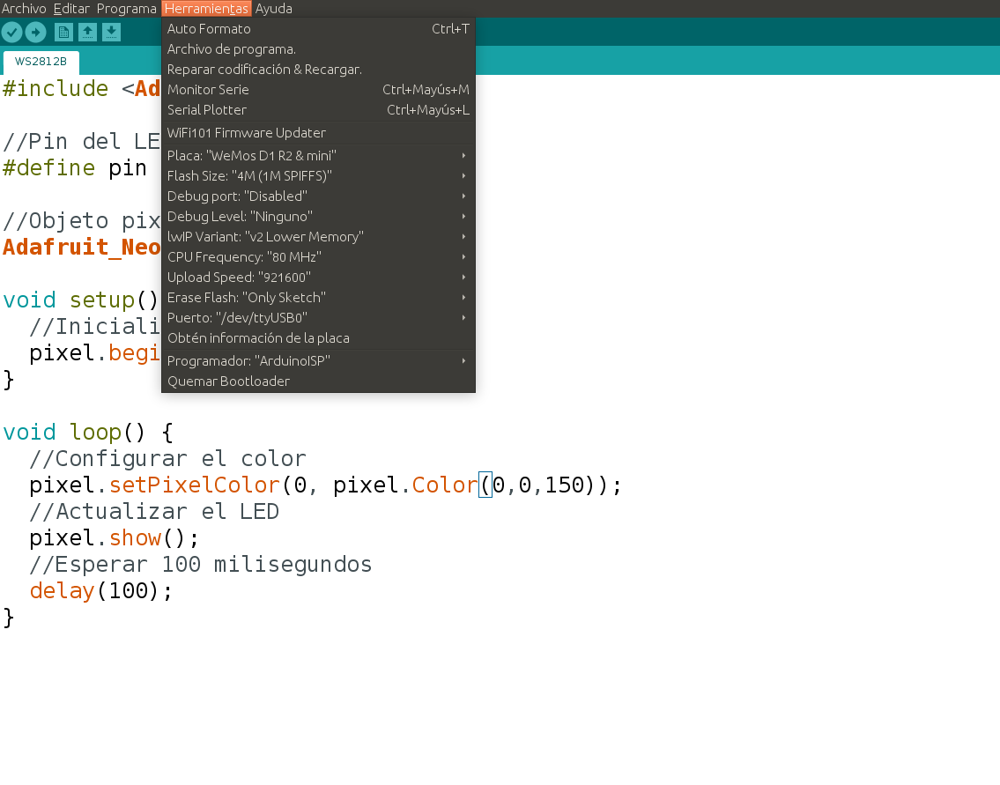 Archivo Editar Programa Herramientas Ayuda
WS2812B
Auto Formato Ctrl+T
Archivo de programa.
Reparar codificación & Recargar.
Monitor Serie Ctrl+Mayús+M
Serial Plotter Ctrl+Mayús+L
WiFi101 Firmware Updater
Placa: "WeMos D1 R2 & mini"
Flash Size: "4M (1M SPIFFS)"
Debug port: "Disabled"
Debug Level: "Ninguno"
lwIP Variant: "v2 Lower Memory"
CPU Frequency: "80 MHz"
Upload Speed: "921600"
Erase Flash: "Only Sketch"
Puerto: "/dev/ttyUSB0"
Obtén información de la placa
Programador: "ArduinoISP"
Quemar Bootloader
#include <Ad
//Pin del LE
#define pin
//Objeto pix
Adafruit_Neo
void setup()
//Iniciali
pixel.begi
}
void loop() {
//Configurar el color
pixel.setPixelColor(0, pixel.Color(0,0,150));
//Actualizar el LED
pixel.show();
//Esperar 100 milisegundos
delay(100);
}